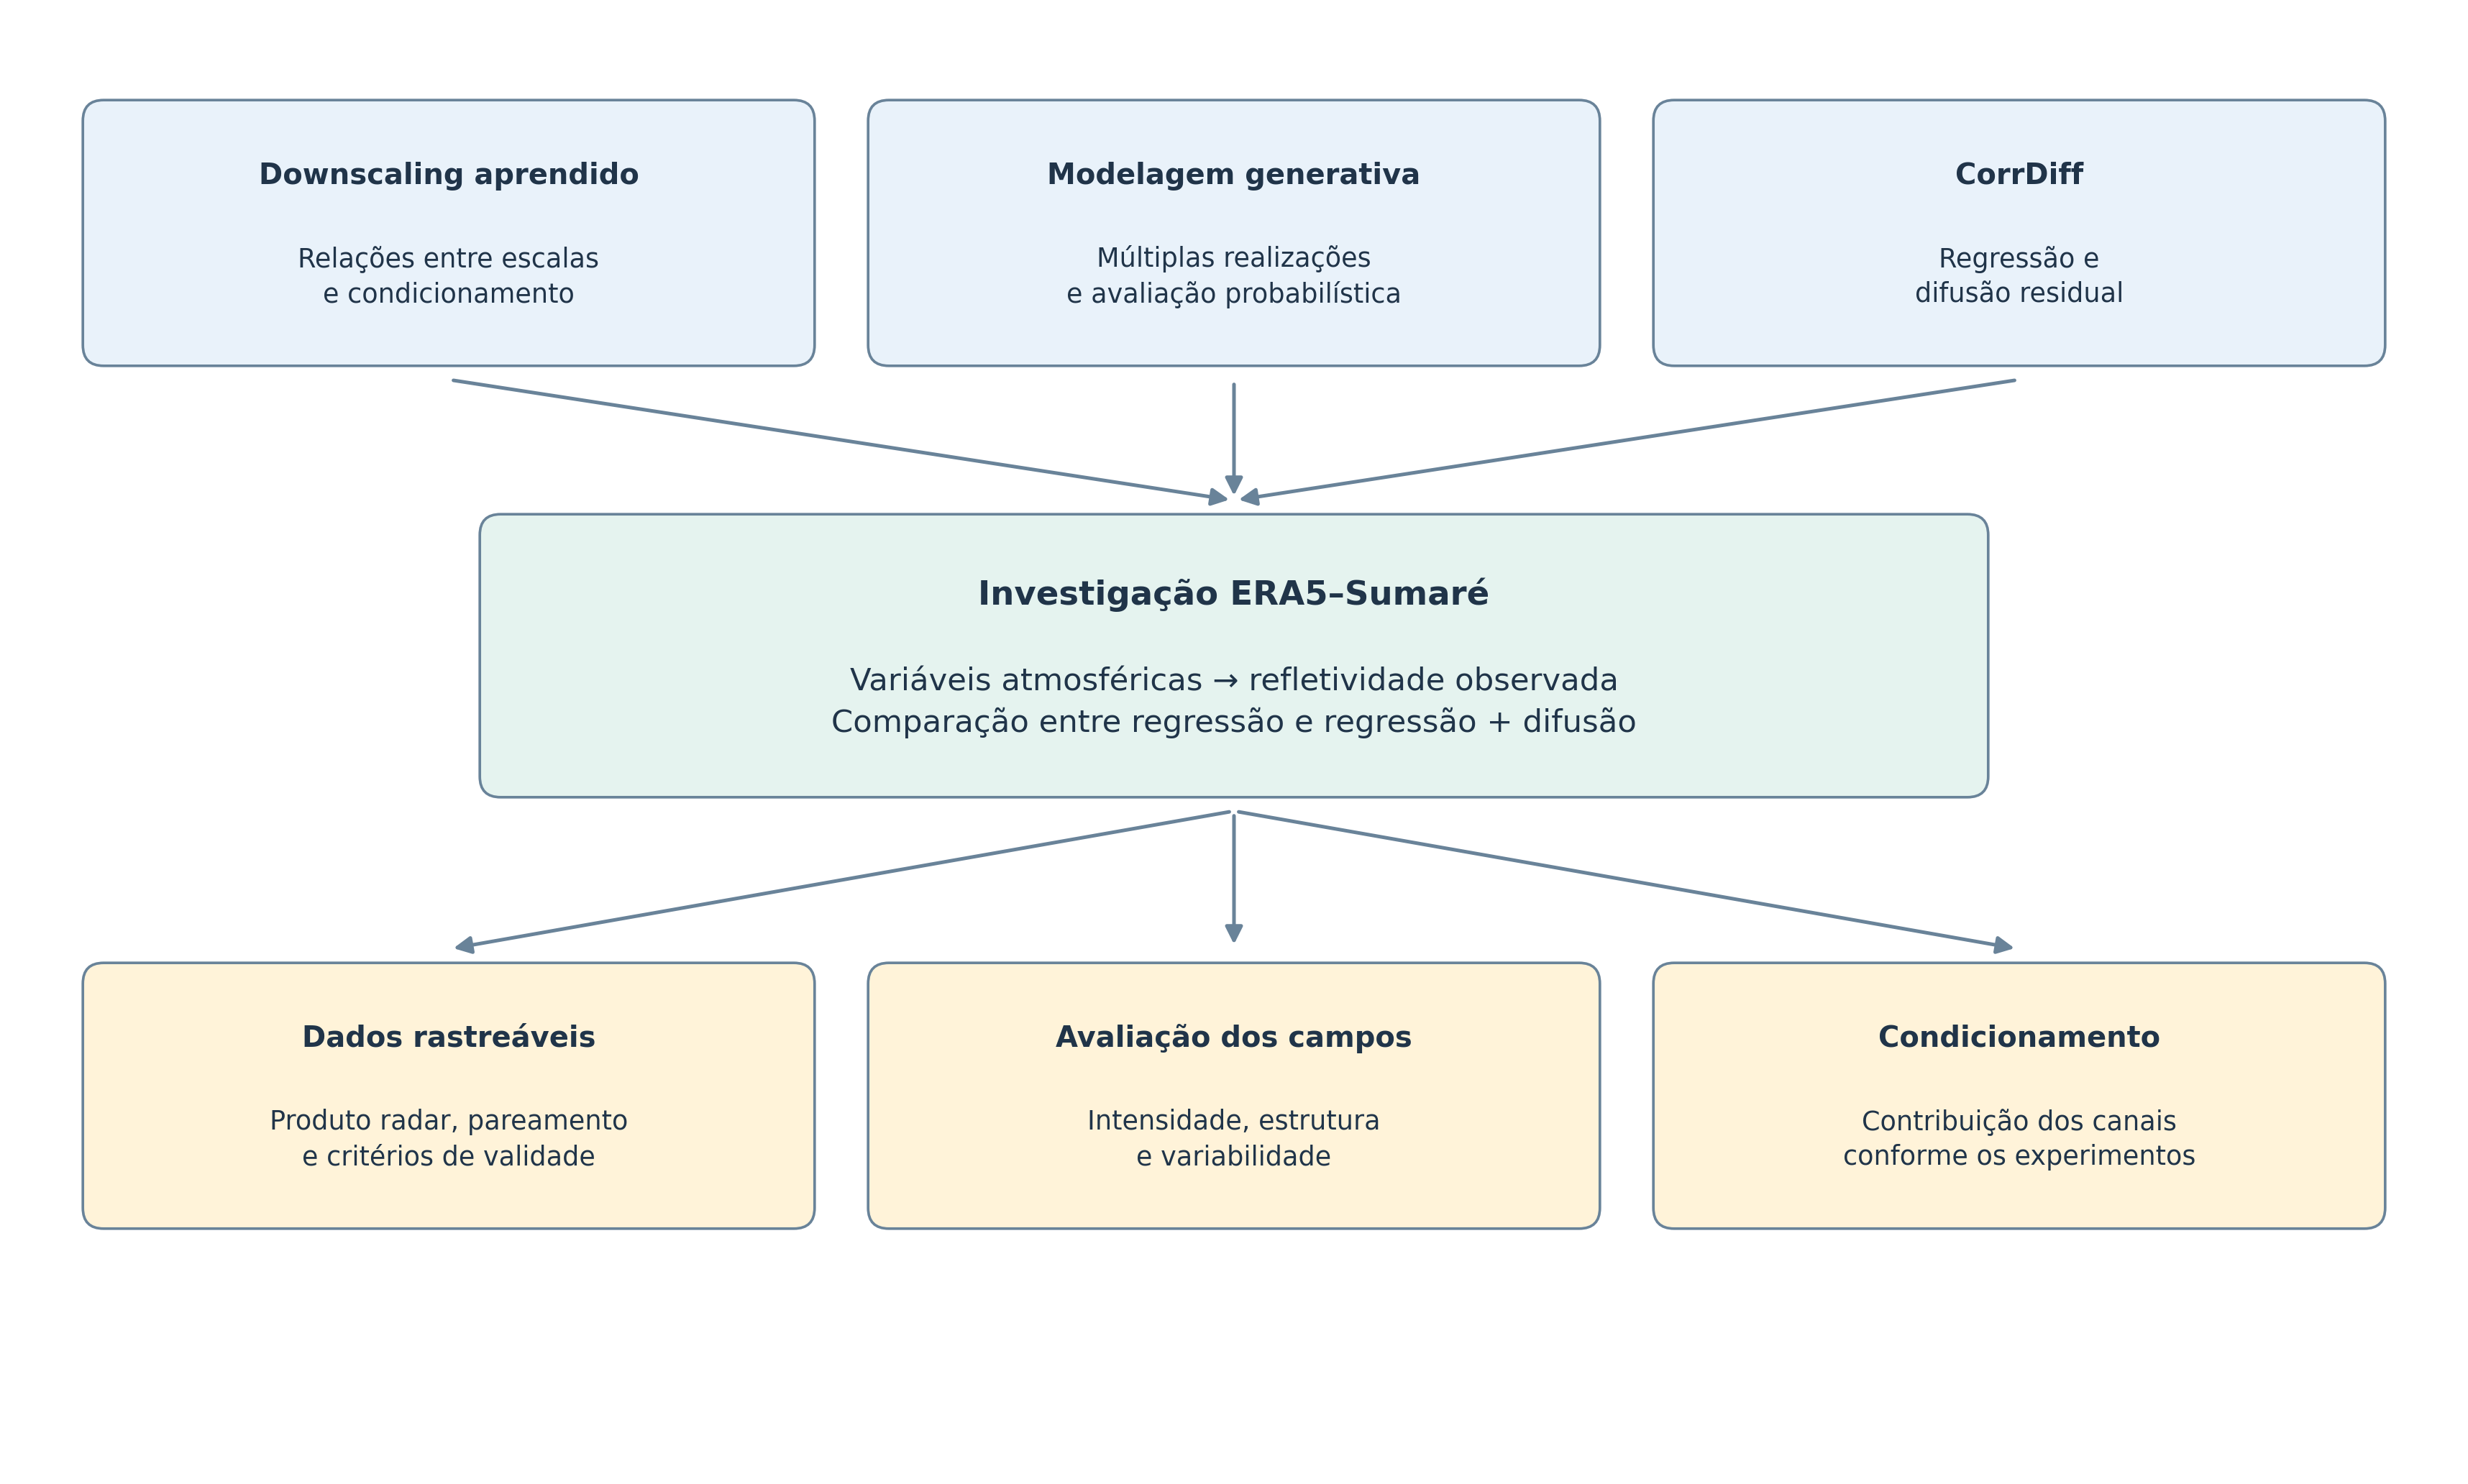 Downscaling aprendido
Relações entre escalas
e condicionamento
Modelagem generativa
Múltiplas realizações
e avaliação probabilística
CorrDiff
Regressão e
difusão residual
Investigação ERA5–Sumaré
Variáveis atmosféricas → refletividade observada
Comparação entre regressão e regressão + difusão
Dados rastreáveis
Produto radar, pareamento
e critérios de validade
Avaliação dos campos
Intensidade, estrutura
e variabilidade
Condicionamento
Contribuição dos canais
conforme os experimentos